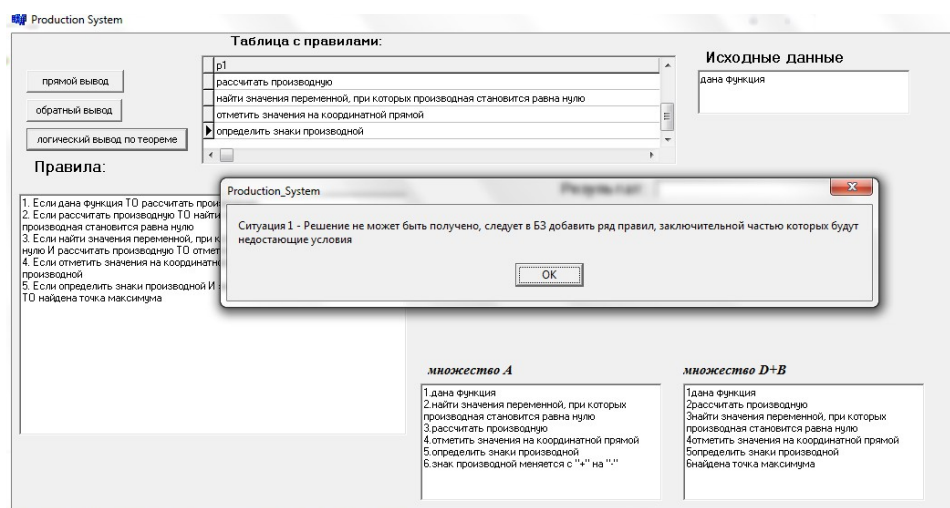 Production System
Таблица с правилами:
Исходные данные
p1
дана функция
прямой вывод
рассчитать производную
найти значения переменной, при которых производная становится равна нулю
обратный вывод
отметить значения на координатной прямой
логический вывод по теореме
определить знаки производной
Правила:
Production_System
Результат:
Ситуация 1 - Решение не может быть получено, следует в БЗ добавить ряд правил, заключительной частью которых будут
недостающие условия
OK
1. Если дана функция ТО рассчитать
2. Если рассчитать производную ТО
производная становится равна нулю
3. Если найти значения переменной, при
нулю И рассчитать производную ТО
4. Если отметить значения на
производной
5. Если определить знаки производной И
ТО найдена точка максимума
множество A
1.дана функция
2.найти значения переменной, при которых
производная становится равна нулю
3.рассчитать производную
4.отметить значения на координатной прямой
5.определить знаки производной
6.знак производной меняется с "+" на "-"
множество D+B
1дана функция
2рассчитать производную
3найти значения переменной, при которых
производная становится равна нулю
4отметить значения на координатной прямой
5определить знаки производной
6найдена точка максимума